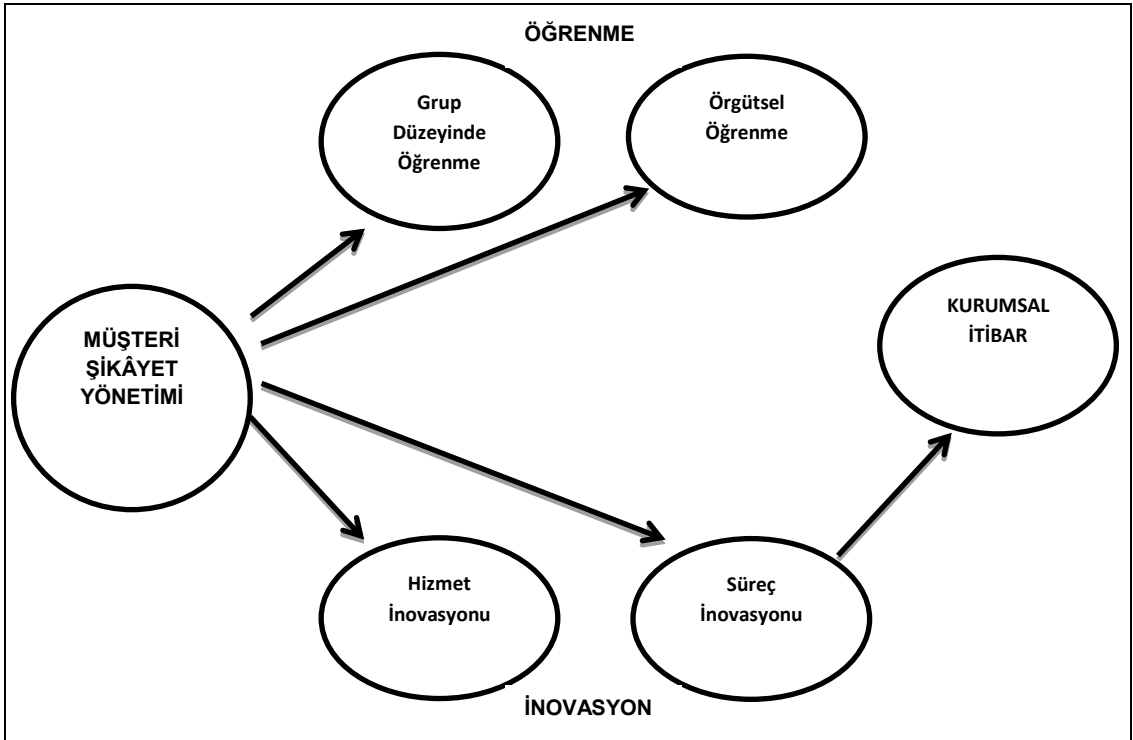 ÖĞRENME
Grup
Düzeyinde
Öğrenme
Örgütsel
Öğrenme
MÜŞTERİ
ŞİKÂYET
YÖNETİMİ
KURUMSAL
İTİBAR
Hizmet
İnovasyonu
Süreç
İnovasyonu
İNOVASYON